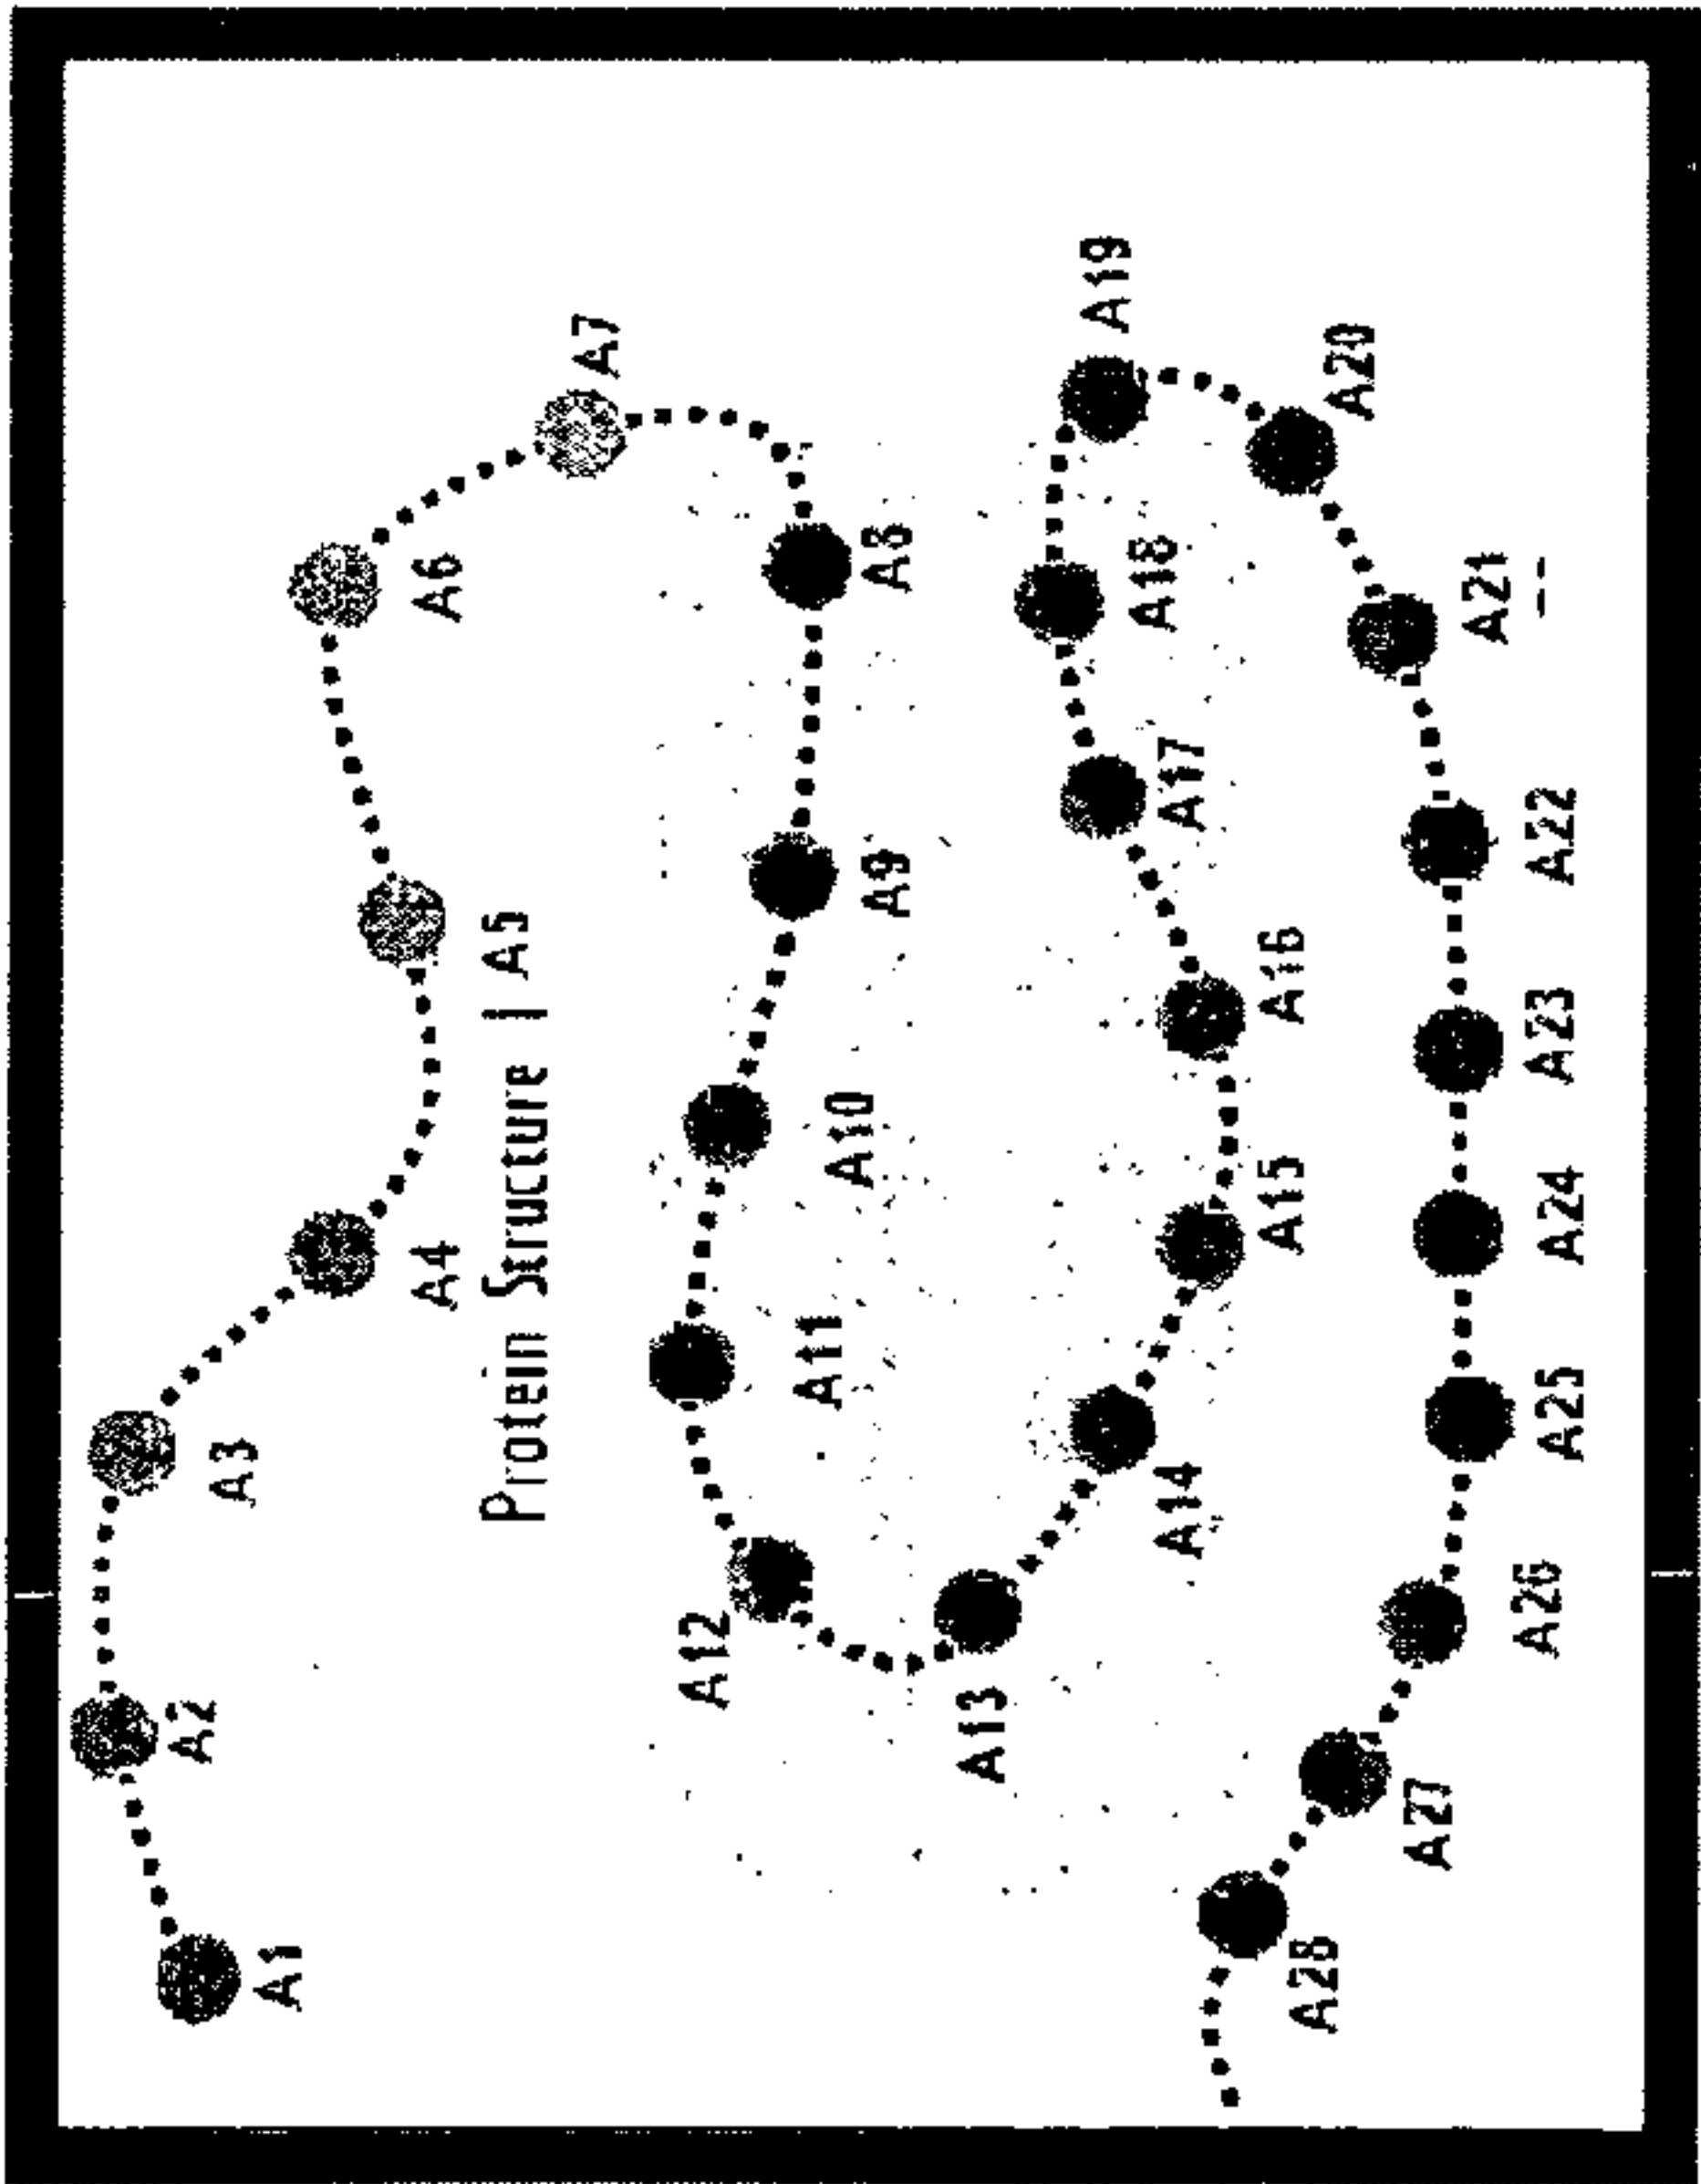 A1
A2
A3
A4
A5
A6
A7
Protein Structure I
A8
A9
A10
A11
A12
A13
A14
A15
A16
A17
A18
A19
A20
A21
A22
A23
A24
A25
A26
A27
A28